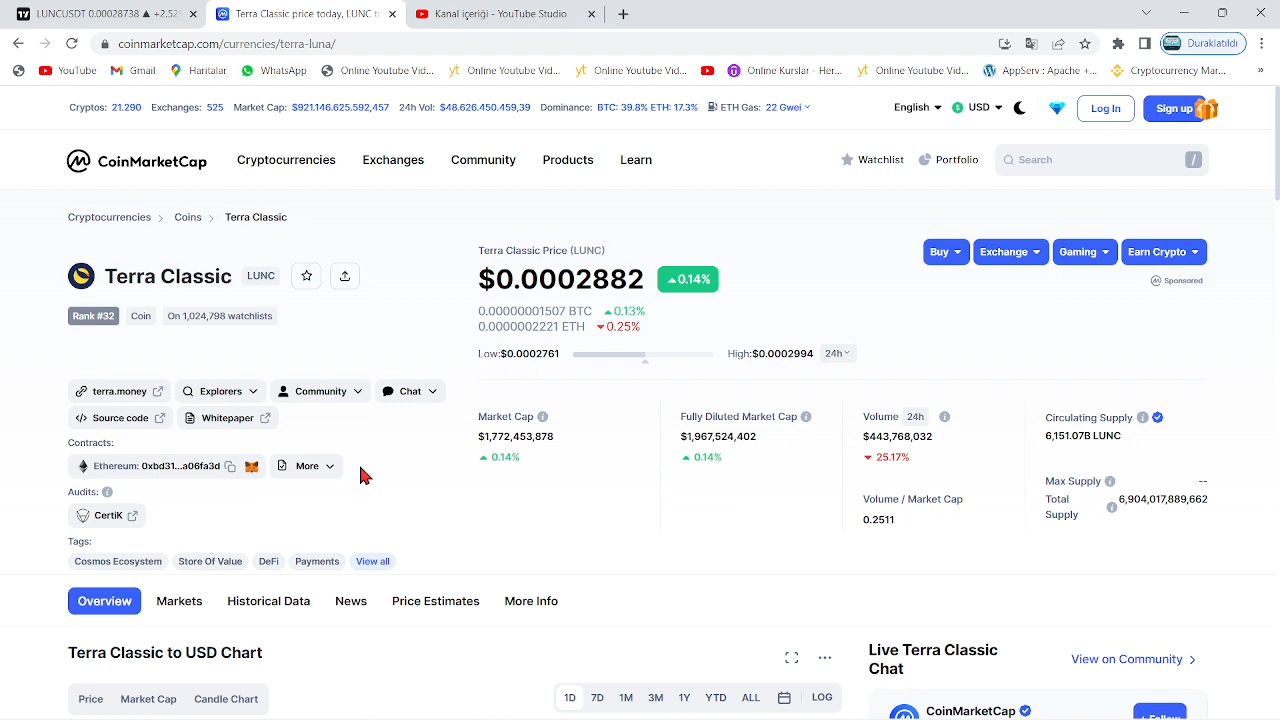 LUNCUSDT 0.00028738 ▲ +2.52%
Terra Classic price today, LUNC to
Kanal içeriği - YouTube Studio
coinmarketcap.com/currencies/terra-luna/
Duraklatıldı
YouTube
Gmail
Haritalar
WhatsApp
Online Youtube Vid...
Online Youtube Vid...
Online Youtube Vid...
Online Kurslar - Her...
Online Youtube Vid...
AppServ : Apache +...
Cryptocurrency Mar...
»
Cryptos: 21.290 Exchanges: 525 Market Cap: $921.146.625.592,457 24h Vol: $48.626.450.459,39 Dominance: BTC: 39.8% ETH: 17.3% ETH Gas: 22 Gwei
English
USD
Log In
Sign up
CoinMarketCap
Cryptocurrencies
Exchanges
Community
Products
Learn
Watchlist
Portfolio
Search
/
Cryptocurrencies > Coins > Terra Classic
Terra Classic LUNC
Rank #32
Coin
On 1,024,798 watchlists
Terra Classic Price (LUNC)
$0.0002882 ▲0.14%
0.00000001507 BTC ▲0.13%
0.0000002221 ETH ▼0.25%
Low:$0.0002761
High:$0.0002994
24h
Buy
Exchange
Gaming
Earn Crypto
Sponsored
terra.money
Explorers
Community
Chat
Source code
Whitepaper
Contracts:
Ethereum: 0xbd31...a06fa3d
More
Audits:
CertiK
Tags:
Cosmos Ecosystem
Store Of Value
DeFi
Payments
View all
Market Cap
$1,772,453,878
▲ 0.14%
Fully Diluted Market Cap
$1,967,524,402
▲ 0.14%
Volume 24h
$443,768,032
▼ 25.17%
Volume / Market Cap
0.2511
Circulating Supply
6,151.07B LUNC
Max Supply --
Total Supply 6,904,017,889,662
Overview
Markets
Historical Data
News
Price Estimates
More Info
Terra Classic to USD Chart
Price
Market Cap
Candle Chart
1D
7D
1M
3M
1Y
YTD
ALL
LOG
Live Terra Classic
Chat
View on Community >
CoinMarketCap
+ Follow